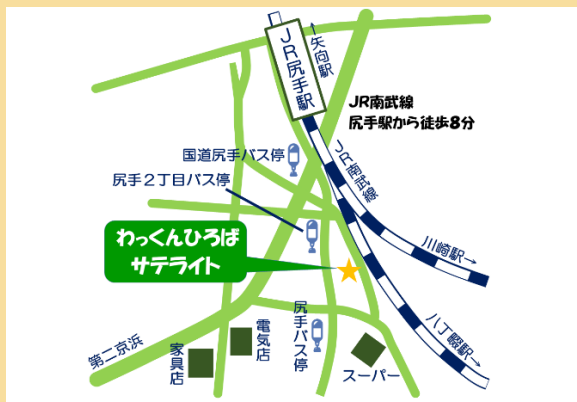 ←矢向駅
JR尻手駅
JR南武線
尻手駅から徒歩8分
国道尻手バス停
JR南武線
尻手2丁目バス停
わっくんひろば
サテライト
川崎駅→
八丁畷駅→
第二京浜
家具店
電気店
尻手バス停
スーパー